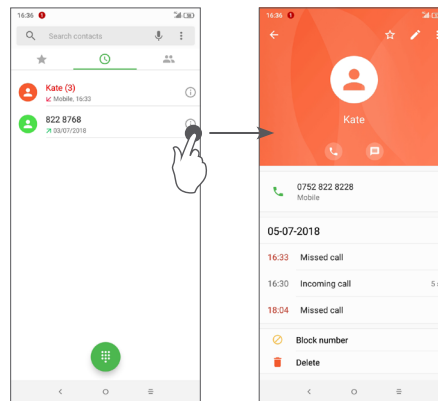 16:36
Search contacts
Kate (3)
Mobile, 16:33
822 8768
03/07/2018
16:36
Kate
0752 822 8228
Mobile
05-07-2018
16:33 Missed call
16:30 Incoming call
18:04 Missed call
Block number
Delete